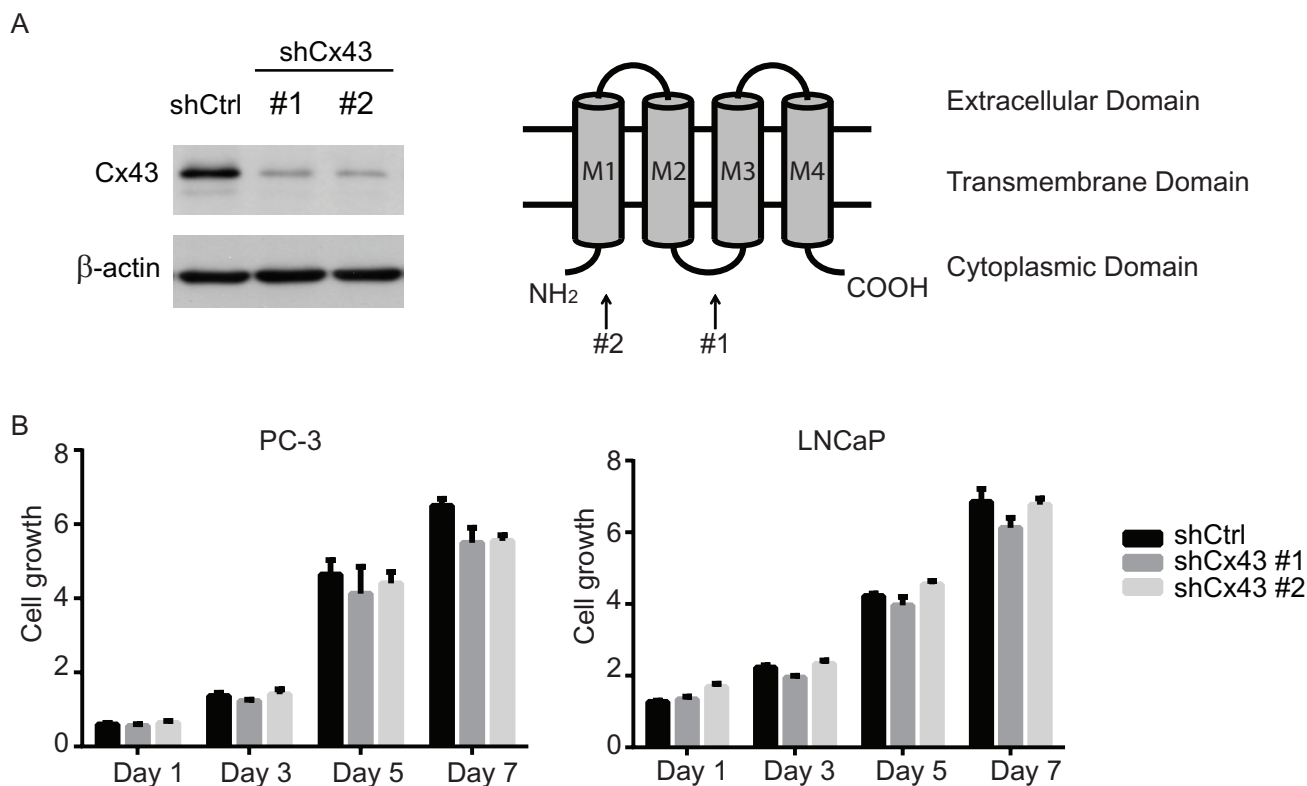 A
shCx43
shCtrl #1 #2
Cx43
β-actin
M1 M2 M3 M4
NH2
COOH
#2 #1
Extracellular Domain
Transmembrane Domain
Cytoplasmic Domain
B
PC-3
Cell growth
8
6
4
2
0
Day 1 Day 3 Day 5 Day 7
LNCaP
Cell growth
8
6
4
2
0
Day 1 Day 3 Day 5 Day 7
shCtrl
shCx43 #1
shCx43 #2